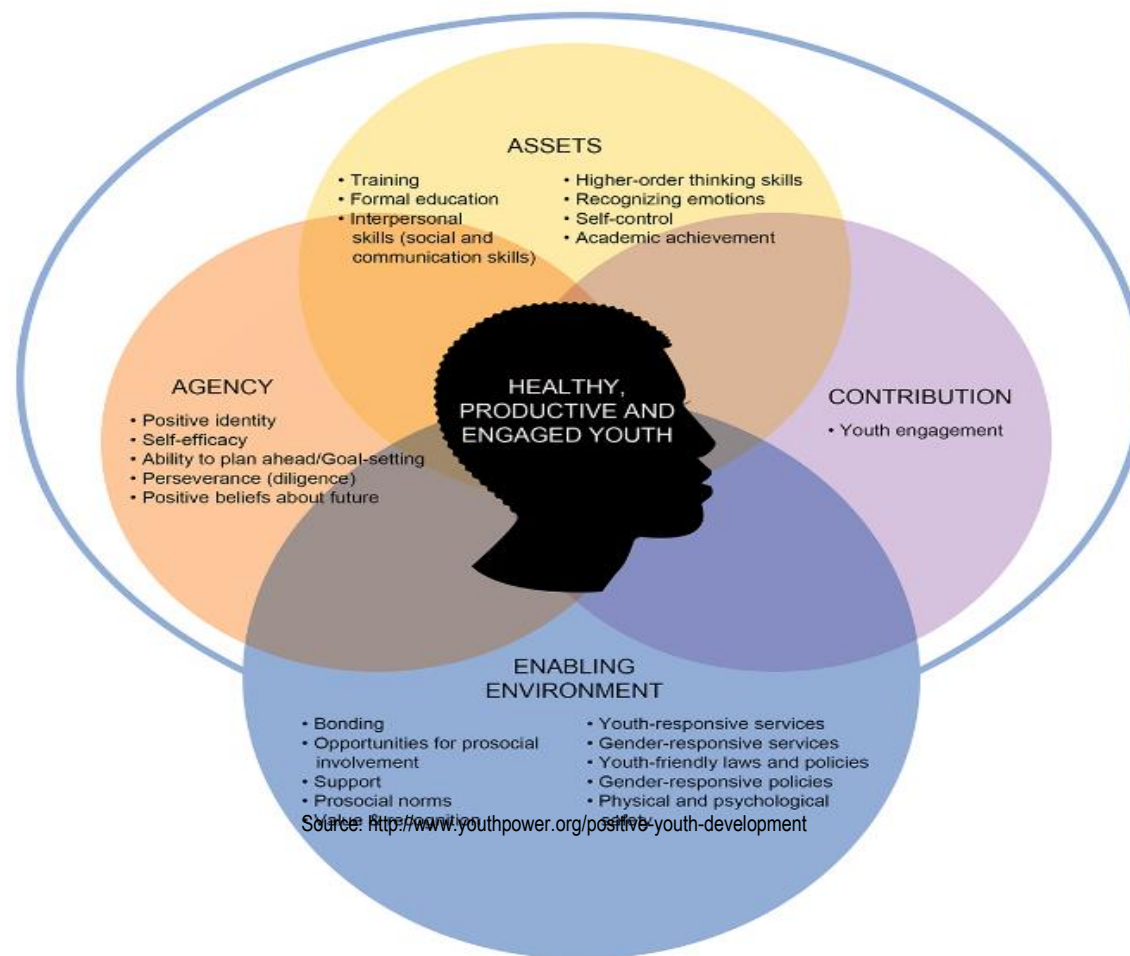 ASSETS
• Training
• Formal education
• Interpersonal
skills (social and
communication skills)
• Higher-order thinking skills
• Recognizing emotions
• Self-control
• Academic achievement
AGENCY
• Positive identity
• Self-efficacy
• Ability to plan ahead/Goal-setting
• Perseverance (diligence)
• Positive beliefs about future
HEALTHY,
PRODUCTIVE AND
ENGAGED YOUTH
CONTRIBUTION
• Youth engagement
ENABLING
ENVIRONMENT
• Bonding
• Opportunities for prosocial
involvement
• Support
• Prosocial norms
• Value & recognition
• Youth-responsive services
• Gender-responsive services
• Youth-friendly laws and policies
• Gender-responsive policies
• Physical and psychological
safety
Source: http://www.youthpower.org/positive-youth-development